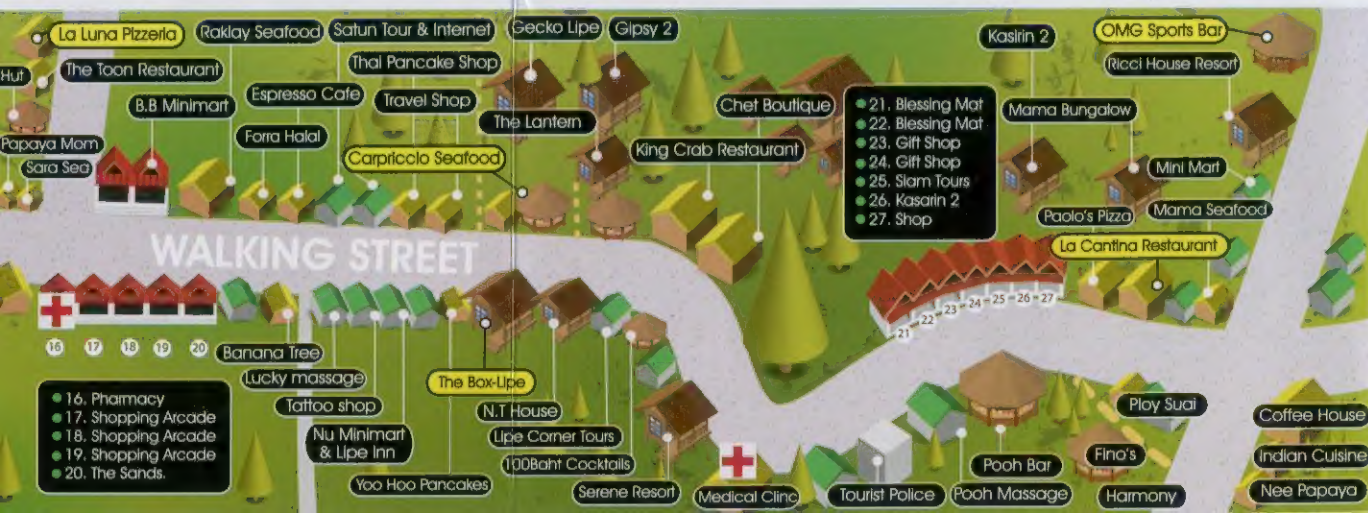 La Luna Pizzeria
Raklay Seafood
Satun Tour & Internet
Gecko Lipe
Gipsy 2
Kasirin 2
OMG Sports Bar
Hut
The Toon Restaurant
Thai Pancake Shop
Ricci House Resort
B.B Minimart
Espresso Cafe
Travel Shop
The Lantern
Chet Boutique
Mama Bungalow
Papaya Mom
Forra Halal
Carpriccio Seafood
King Crab Restaurant
Sara Sea
Mini Mart
Paolo's Pizza
Mama Seafood
La Cantina Restaurant
21. Blessing Mat
22. Blessing Mat
23. Gift Shop
24. Gift Shop
25. Siam Tours
26. Kasarin 2
27. Shop
WALKING STREET
21
22
23
24
25
26
27
16
17
18
19
20
Banana Tree
Lucky massage
Tattoo shop
Nu Minimart
& Lipe Inn
Yoo Hoo Pancakes
The Box-Lipe
N.T House
Lipe Corner Tours
100Baht Cocktails
Serene Resort
Medical Clinc
Tourist Police
Pooh Bar
Pooh Massage
Ploy Suai
Fino's
Harmony
Coffee House
Indian Cuisine
Nee Papaya
16. Pharmacy
17. Shopping Arcade
18. Shopping Arcade
19. Shopping Arcade
20. The Sands.